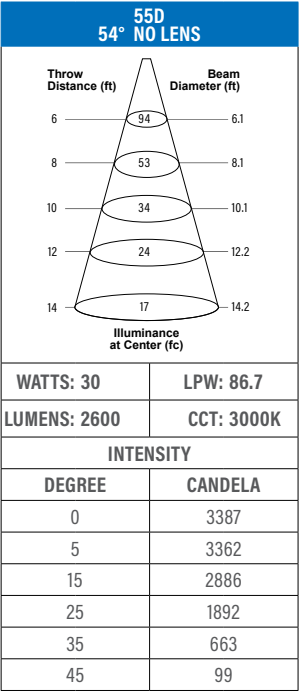 55D
54° NO LENS
Throw Distance (ft)
Beam Diameter (ft)
6 94 6.1
8 53 8.1
10 34 10.1
12 24 12.2
14 17 14.2
Illuminance
at Center (fc)
WATTS: 30 LPW: 86.7
LUMENS: 2600 CCT: 3000K
INTENSITY
DEGREE CANDELA
0 3387
5 3362
15 2886
25 1892
35 663
45 99